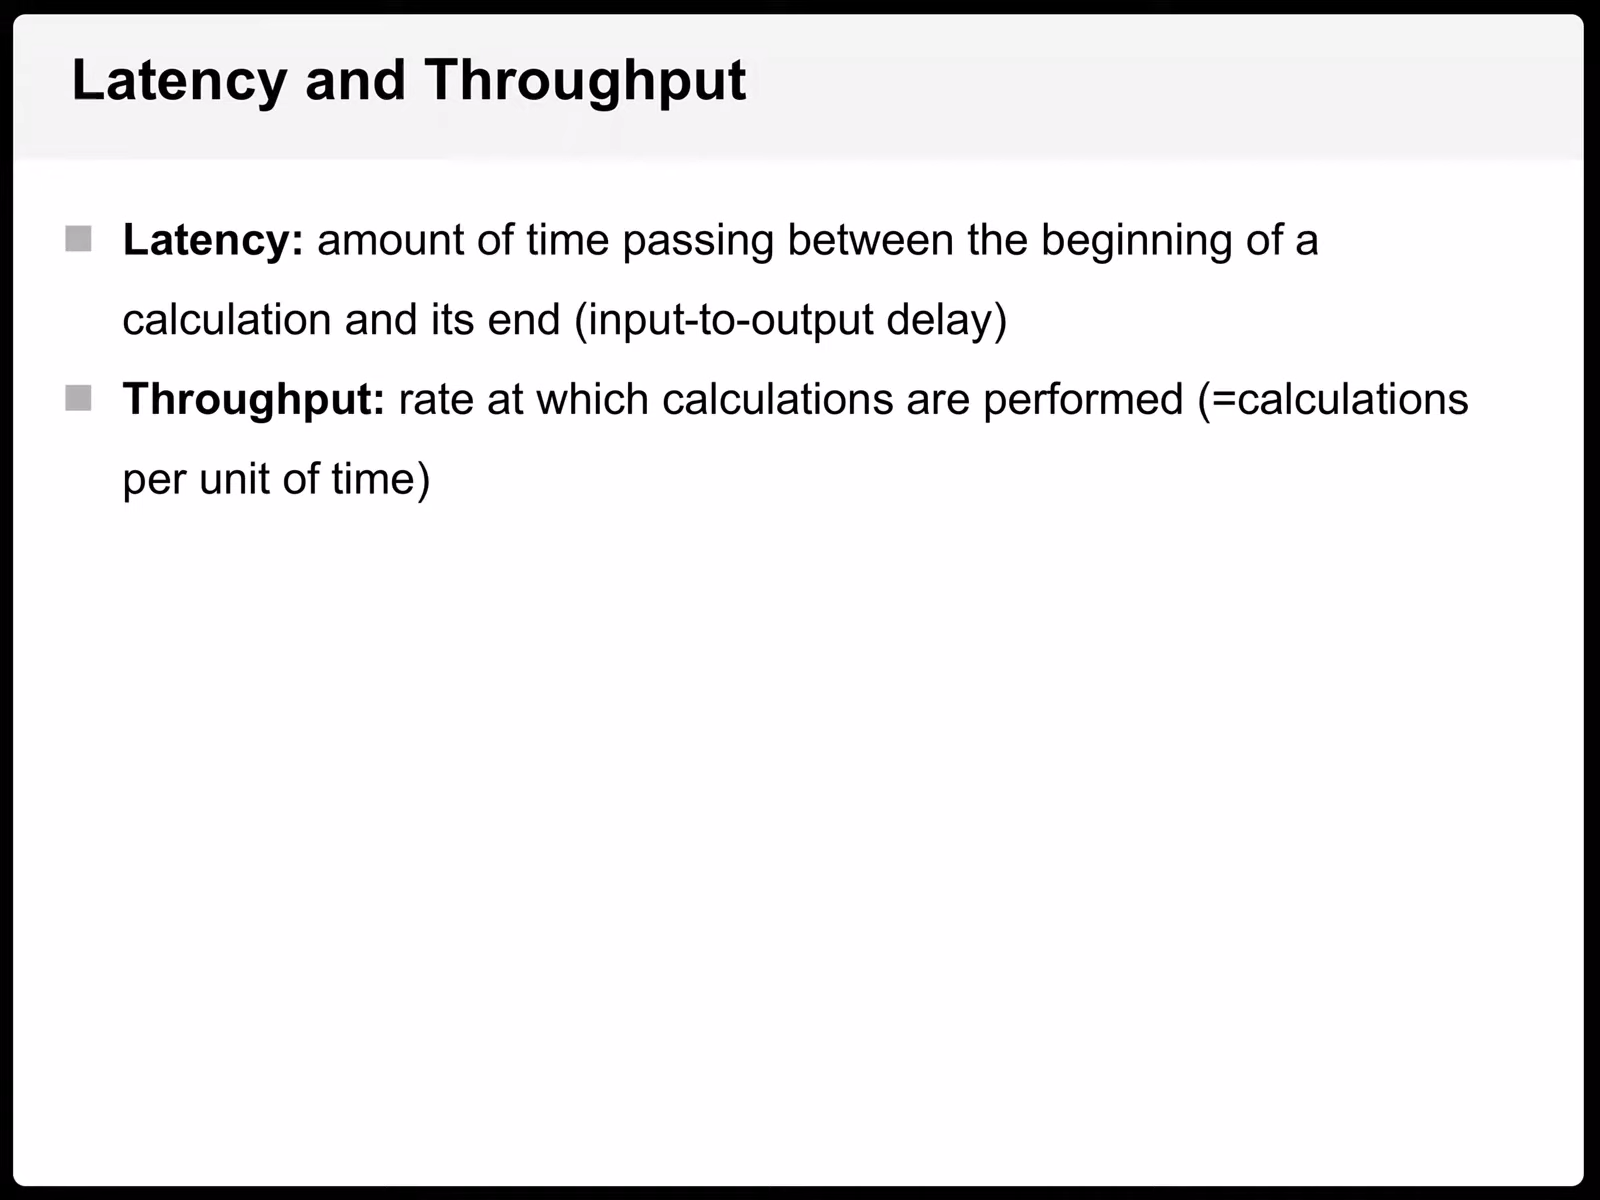 Latency and Throughput
Latency: amount of time passing between the beginning of a
calculation and its end (input-to-output delay)
Throughput: rate at which calculations are performed (=calculations
per unit of time)